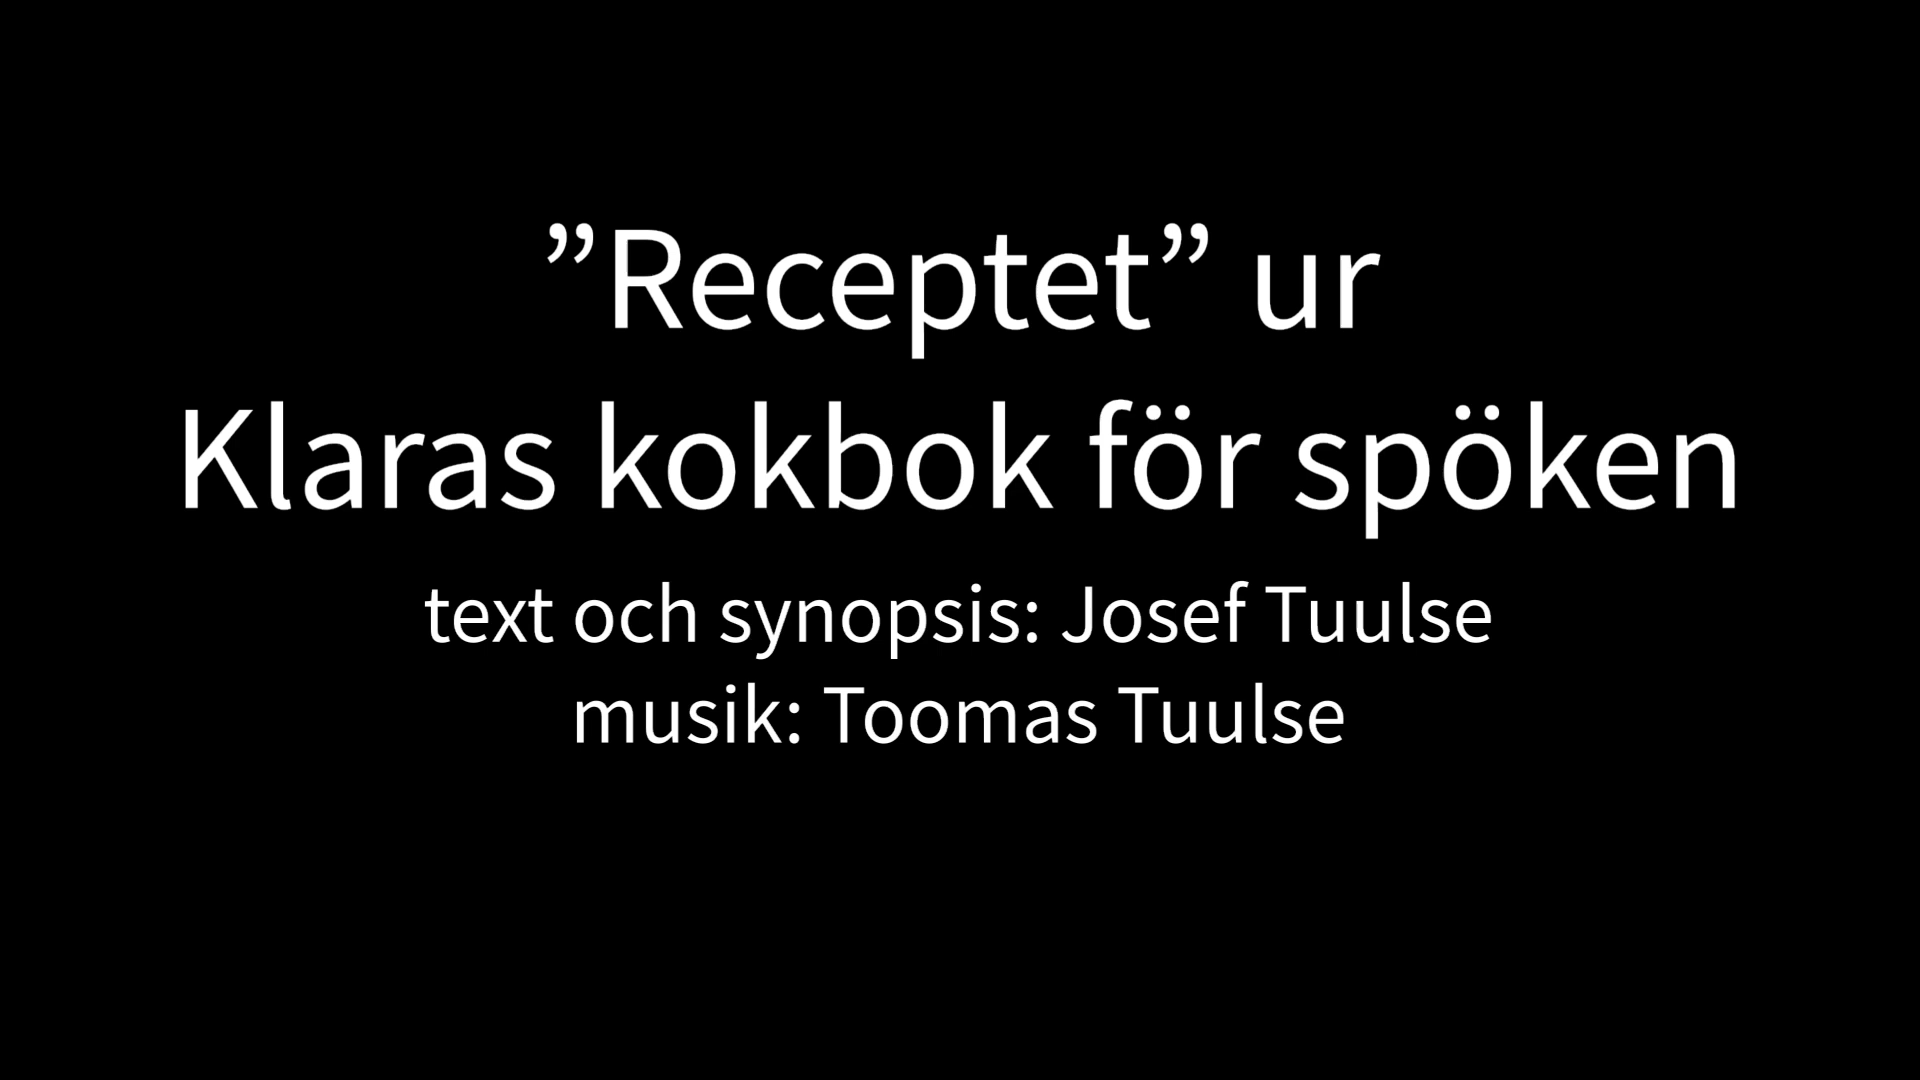 ”Receptet” ur
Klaras kokbok för spöken
text och synopsis: Josef Tuulse
musik: Toomas Tuulse